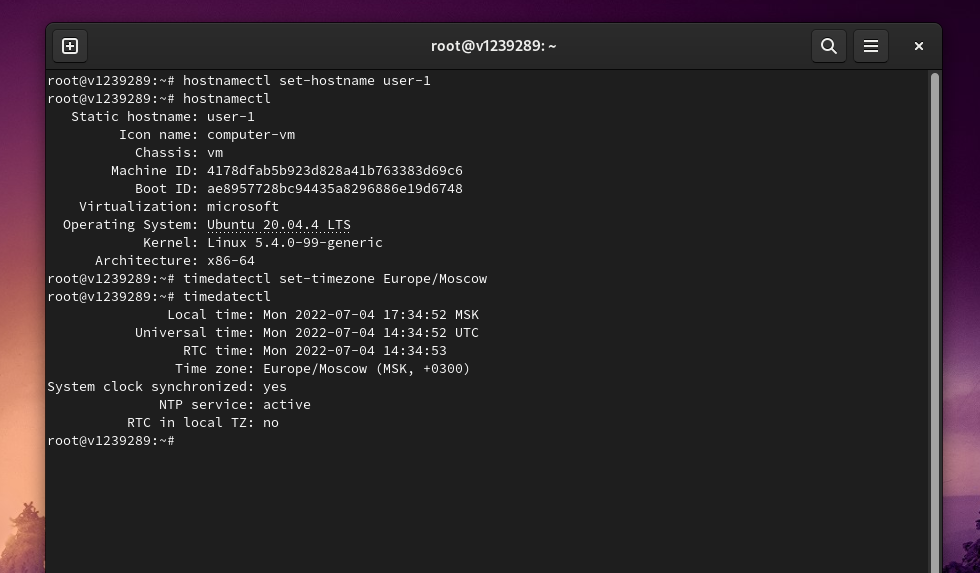 root@v1239289: ~
root@v1239289:~# hostnamectl set-hostname user-1
root@v1239289:~# hostnamectl
Static hostname: user-1
Icon name: computer-vm
Chassis: vm
Machine ID: 4178dfab5b923d828a41b763383d69c6
Boot ID: ae8957728bc94435a8296886e19d6748
Virtualization: microsoft
Operating System: Ubuntu 20.04.4 LTS
Kernel: Linux 5.4.0-99-generic
Architecture: x86-64
root@v1239289:~# timedatectl set-timezone Europe/Moscow
root@v1239289:~# timedatectl
Local time: Mon 2022-07-04 17:34:52 MSK
Universal time: Mon 2022-07-04 14:34:52 UTC
RTC time: Mon 2022-07-04 14:34:53
Time zone: Europe/Moscow (MSK, +0300)
System clock synchronized: yes
NTP service: active
RTC in local TZ: no
root@v1239289:~#